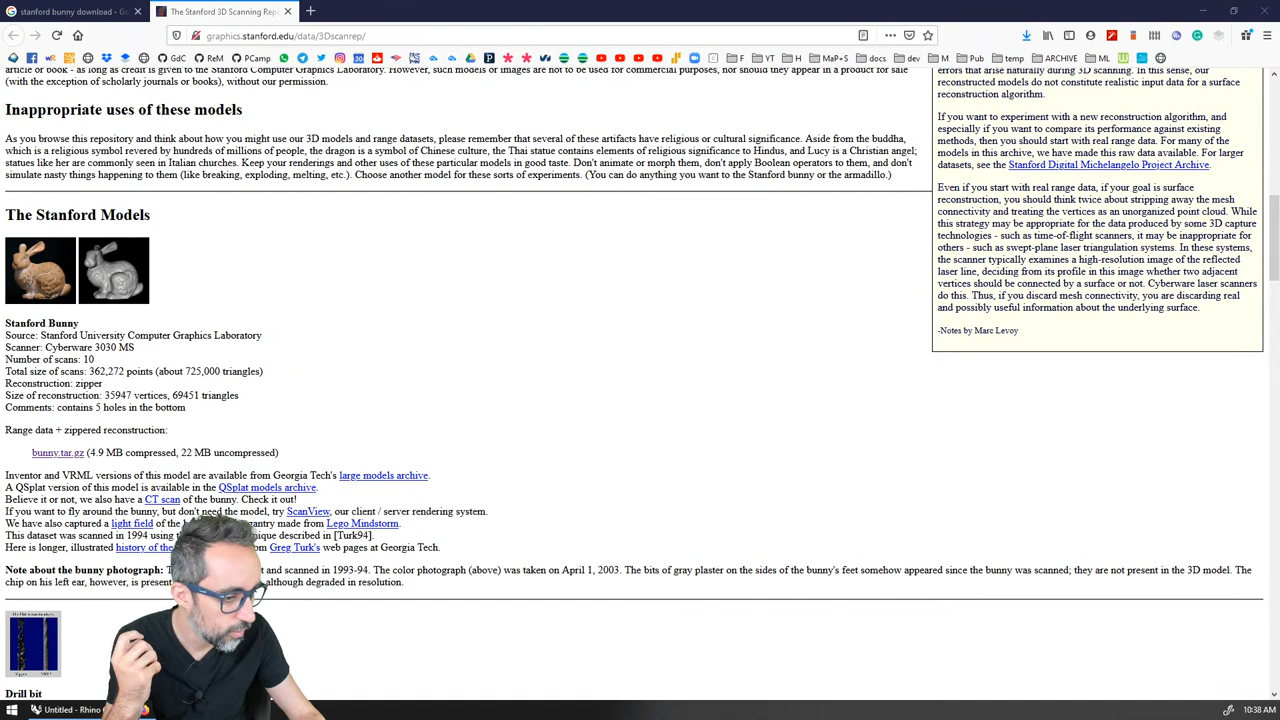 stanford bunny download - Go
The Stanford 3D Scanning Rep
graphics.stanford.edu/data/3Dscanrep/
GdC
ReM
PCamp
F
YT
H
MaP+S
docs
dev
M
Pub
temp
ARCHIVE
ML
article or book - as long as credit is given to the Stanford Computer Graphics Laboratory. However, such models or images are not to be used for commercial purposes, nor should they appear in a product for sale
(with the exception of scholarly journals or books), without our permission.
Inappropriate uses of these models
As you browse this repository and think about how you might use our 3D models and range datasets, please remember that several of these artifacts have religious or cultural significance. Aside from the buddha,
which is a religious symbol revered by hundreds of millions of people, the dragon is a symbol of Chinese culture, the Thai statue contains elements of religious significance to Hindus, and Lucy is a Christian angel;
statues like her are commonly seen in Italian churches. Keep your renderings and other uses of these particular models in good taste. Don't animate or morph them, don't apply Boolean operators to them, and don't
simulate nasty things happening to them (like breaking, exploding, melting, etc.). Choose another model for these sorts of experiments. (You can do anything you want to the Stanford bunny or the armadillo.)
errors that arise naturally during 3D scanning. In this sense, our
reconstructed models do not constitute realistic input data for a surface
reconstruction algorithm.
If you want to experiment with a new reconstruction algorithm, and
especially if you want to compare its performance against existing
methods, then you should start with real range data. For many of the
models in this archive, we have made this raw data available. For larger
datasets, see the Stanford Digital Michelangelo Project Archive.
Even if you start with real range data, if your goal is surface
reconstruction, you should think twice about stripping away the mesh
connectivity and treating the vertices as an unorganized point cloud. While
this strategy may be appropriate for the data produced by some 3D capture
technologies - such as time-of-flight scanners, it may be inappropriate for
others - such as swept-plane laser triangulation systems. In these systems,
the scanner typically examines a high-resolution image of the reflected
laser line, deciding from its profile in this image whether two adjacent
vertices should be connected by a surface or not. Cyberware laser scanners
do this. Thus, if you discard mesh connectivity, you are discarding real
and possibly useful information about the underlying surface.
-Notes by Marc Levoy
The Stanford Models
Stanford Bunny
Source: Stanford University Computer Graphics Laboratory
Scanner: Cyberware 3030 MS
Number of scans: 10
Total size of scans: 362,272 points (about 725,000 triangles)
Reconstruction: zipper
Size of reconstruction: 35947 vertices, 69451 triangles
Comments: contains 5 holes in the bottom
Range data + zippered reconstruction:
bunny.tar.gz (4.9 MB compressed, 22 MB uncompressed)
Inventor and VRML versions of this model are available from Georgia Tech's large models archive.
A QSplat version of this model is available in the QSplat models archive.
Believe it or not, we also have a CT scan of the bunny. Check it out!
If you want to fly around the bunny, but don't need the model, try ScanView, our client / server rendering system.
We have also captured a light field of the gantry made from Lego Mindstorm.
This dataset was scanned in 1994 using described in [Turk94].
Here is longer, illustrated history of the Greg Turk's web pages at Georgia Tech.
Note about the bunny photograph: and scanned in 1993-94. The color photograph (above) was taken on April 1, 2003. The bits of gray plaster on the sides of the bunny's feet somehow appeared since the bunny was scanned; they are not present in the 3D model. The
chip on his left ear, however, is present although degraded in resolution.
Drill bit
Untitled - Rhino
10:38 AM